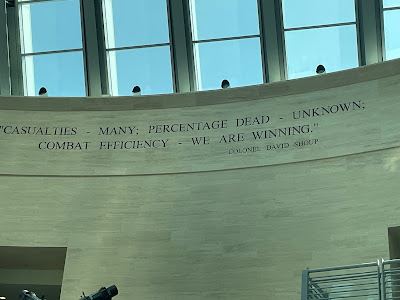 "CASUALTIES - MANY; PERCENTAGE DEAD - UNKNOWN;
COMBAT EFFICIENCY - WE ARE WINNING."
COLONEL DAVID SHOUP